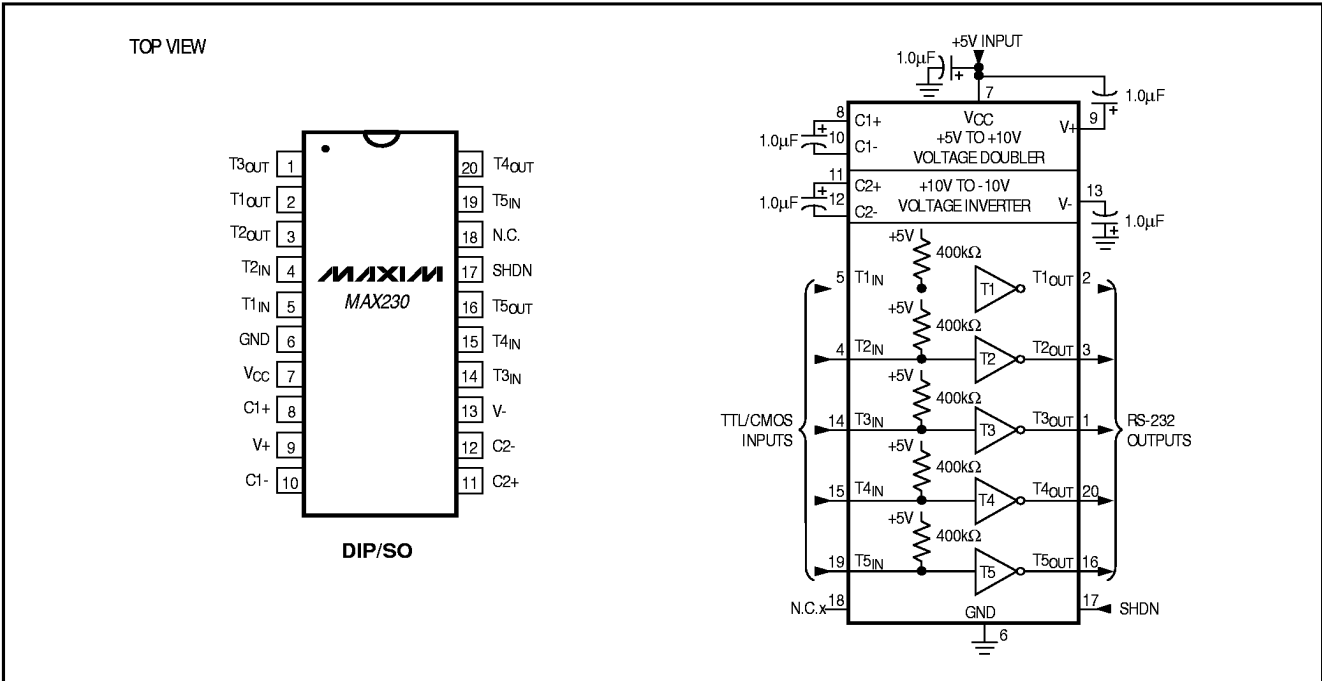 TOP VIEW
T3OUT 1
T1OUT 2
T2OUT 3
T2IN 4
T1IN 5
GND 6
VCC 7
C1+ 8
V+ 9
C1- 10
20 T4OUT
19 T5IN
18 N.C.
17 SHDN
16 T5OUT
15 T4IN
14 T3IN
13 V-
12 C2-
11 C2+
MAXIM
MAX230
DIP/SO
+5V INPUT
1.0µF
+
7
+
1.0µF
8 C1+
1.0µF + 10
C1-
VCC
+5V TO +10V
VOLTAGE DOUBLER
V+ 9
11 C2+
1.0µF + 12
C2-
+10V TO -10V
VOLTAGE INVERTER
V- 13
+ 1.0µF
+5V
400kΩ
5 T1IN T1 T1OUT 2
+5V
400kΩ
4 T2IN T2 T2OUT 3
+5V
400kΩ
14 T3IN T3 T3OUT 1
+5V
400kΩ
15 T4IN T4 T4OUT 20
+5V
400kΩ
19 T5IN T5 T5OUT 16
TTL/CMOS
INPUTS
RS-232
OUTPUTS
N.C. x 18
GND
17 SHDN
6